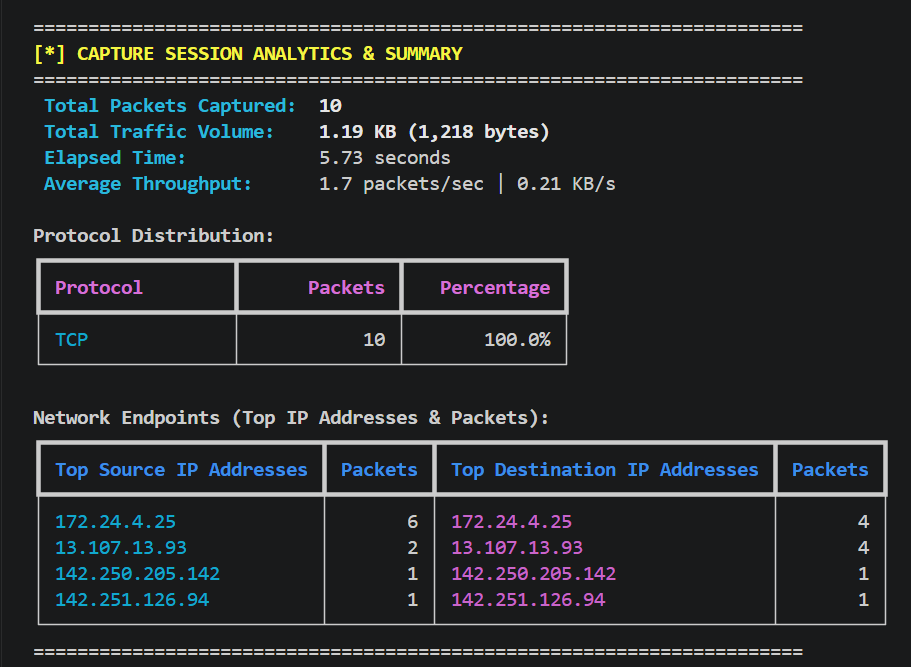 ======================================================================
[*] CAPTURE SESSION ANALYTICS & SUMMARY
======================================================================
Total Packets Captured: 10
Total Traffic Volume: 1.19 KB (1,218 bytes)
Elapsed Time: 5.73 seconds
Average Throughput: 1.7 packets/sec | 0.21 KB/s
Protocol Distribution:
Protocol Packets Percentage
TCP 10 100.0%
Network Endpoints (Top IP Addresses & Packets):
Top Source IP Addresses Packets Top Destination IP Addresses Packets
172.24.4.25 6 172.24.4.25 4
13.107.13.93 2 13.107.13.93 4
142.250.205.142 1 142.250.205.142 1
142.251.126.94 1 142.251.126.94 1
======================================================================